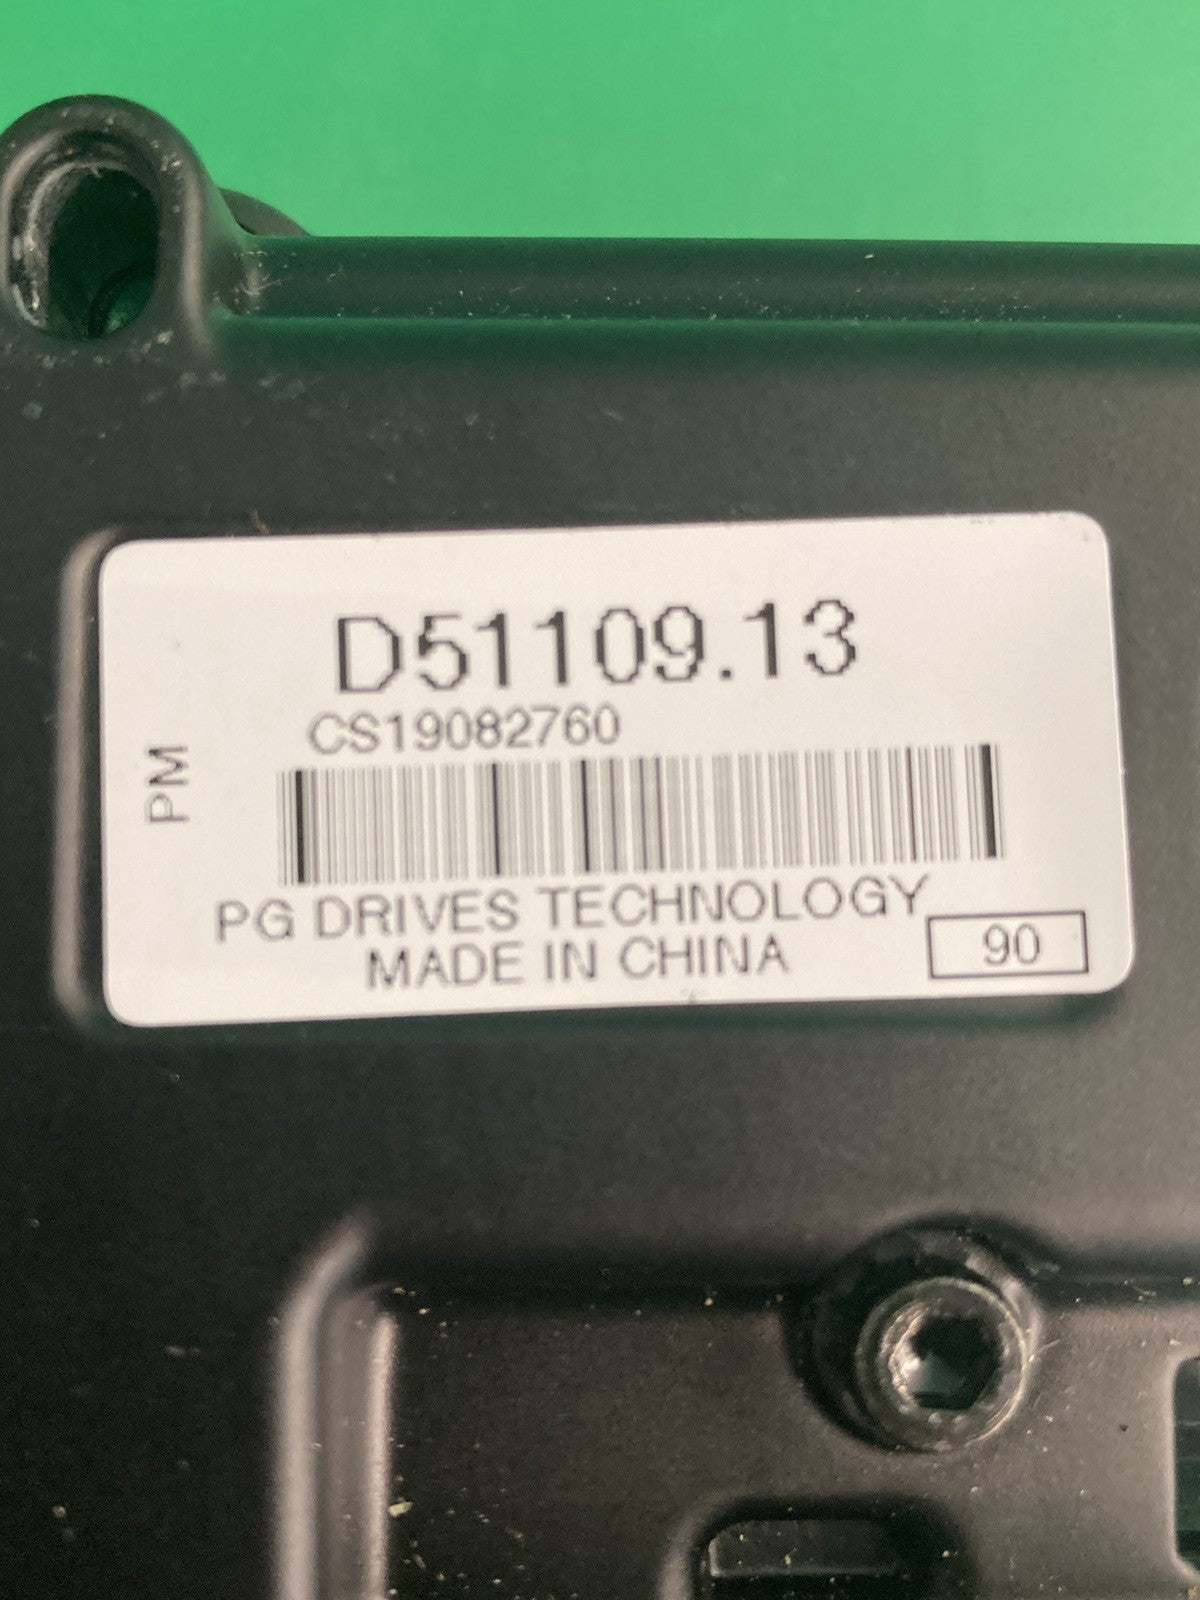 D51109.13
CS19082760
PM
PG DRIVES TECHNOLOGY
MADE IN CHINA
90